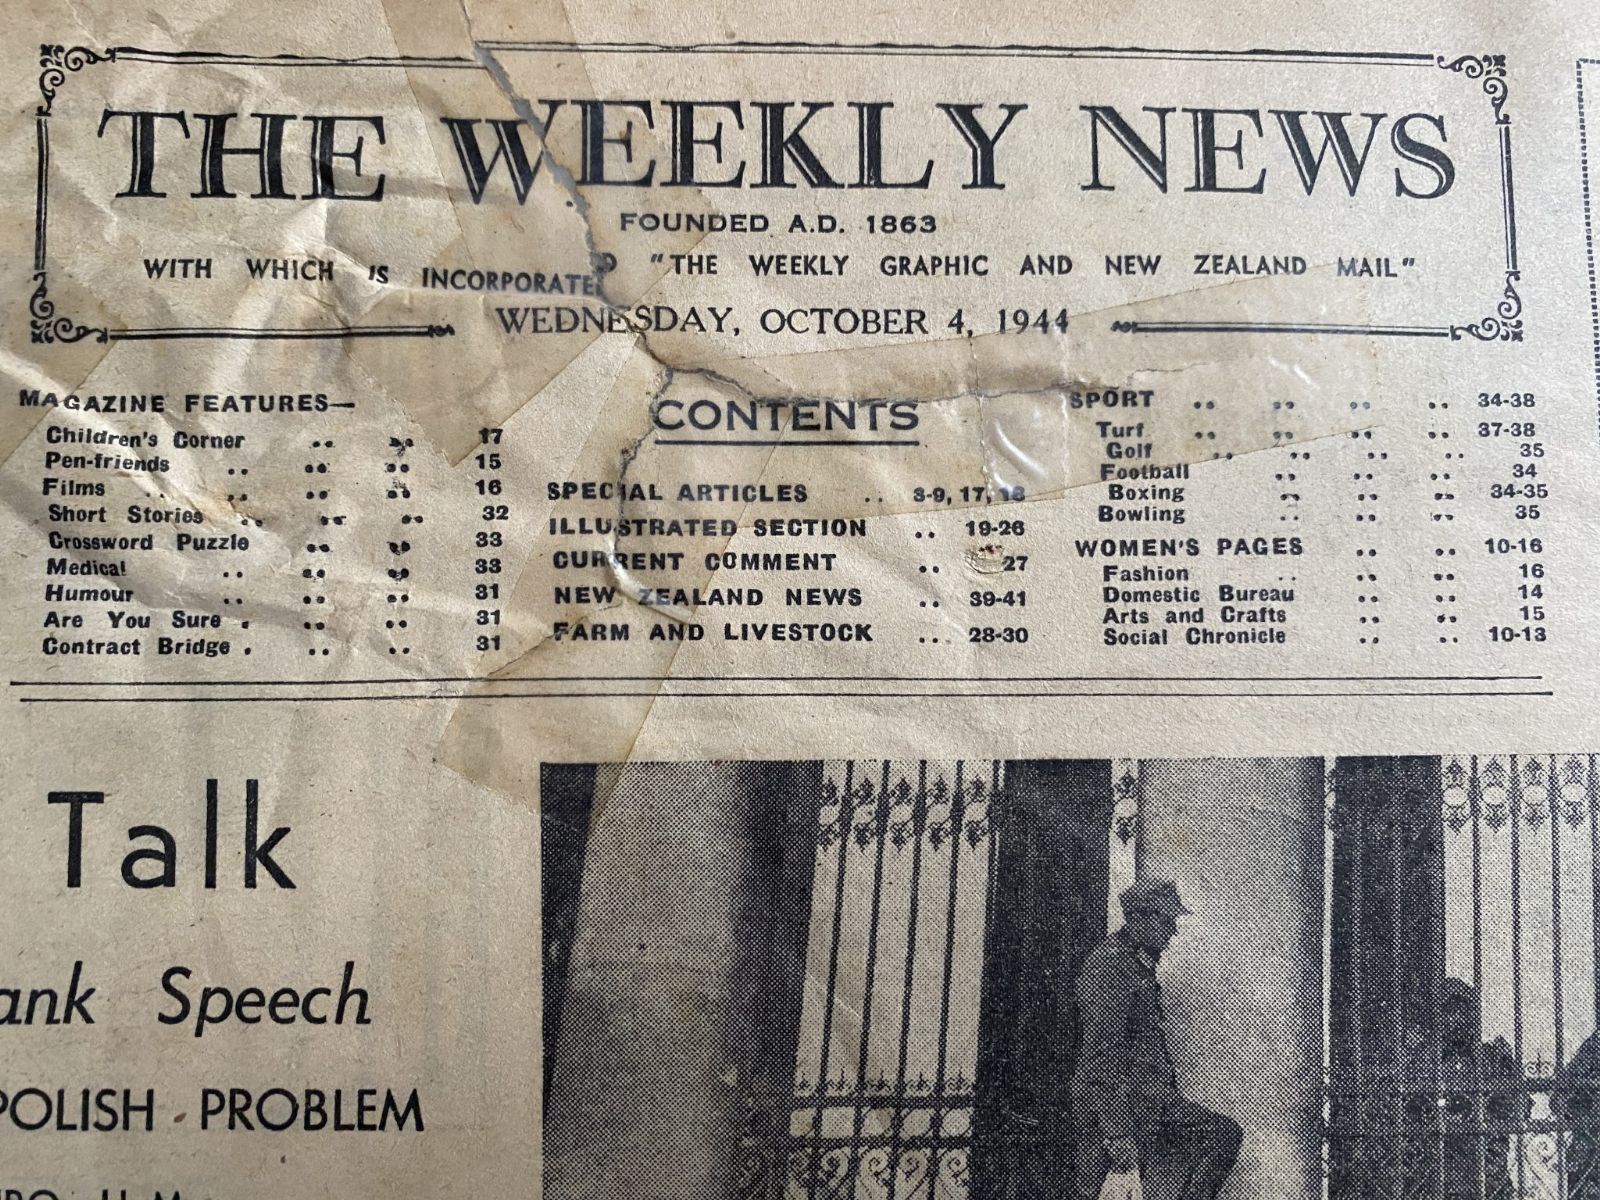 THE WEEKLY NEWS
FOUNDED A.D. 1863
WITH WHICH IS INCORPORATED "THE WEEKLY GRAPHIC AND NEW ZEALAND MAIL"
WEDNESDAY, OCTOBER 4, 1944
MAGAZINE FEATURES—
Children's Corner .. .. 17
Pen-friends .. .. .. 15
Films .. .. .. .. 16
Short Stories .. .. .. 32
Crossword Puzzle .. .. 33
Medical .. .. .. 33
Humour .. .. .. 31
Are You Sure . .. .. 31
Contract Bridge . .. .. 31
CONTENTS
SPECIAL ARTICLES .. 8-9, 17, 18
ILLUSTRATED SECTION .. 19-26
CURRENT COMMENT .. 27
NEW ZEALAND NEWS .. 39-41
FARM AND LIVESTOCK ... 28-30
SPORT .. .. .. .. 34-38
Turf .. .. .. .. 37-38
Golf .. .. .. .. 35
Football 34
Boxing .. .. .. 34-35
Bowling .. .. .. 35
WOMEN'S PAGES .. .. 10-16
Fashion .. .. .. 16
Domestic Bureau .. .. 14
Arts and Crafts .. .. 15
Social Chronicle .. .. 10-13
Talk
ank Speech
POLISH PROBLEM